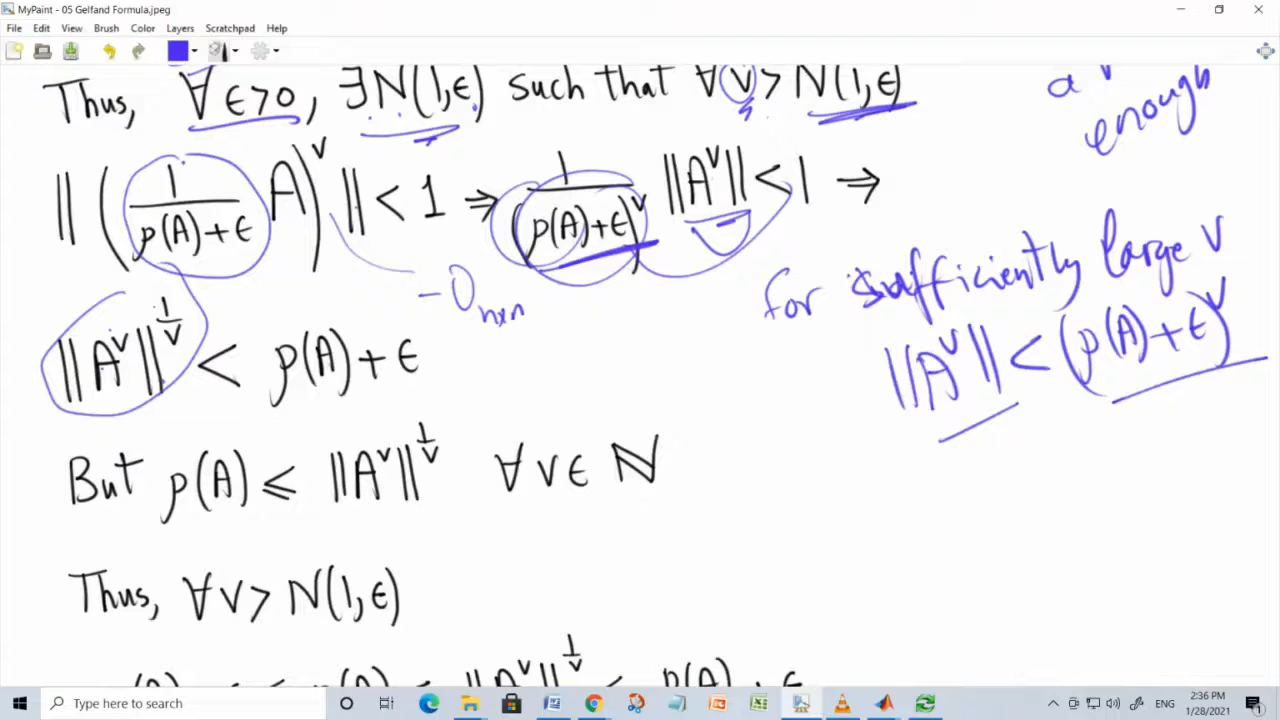 MyPaint - 05 Gelfand Formula.jpeg
File Edit View Brush Color Layers Scratchpad Help
Thus, ∀ ϵ>0, ∃ N(1,ϵ) such that ∀ v > N(1,ϵ)
a v
enough
‖ ( 1/(ρ(A)+ϵ) A )^v ‖ < 1 ⇒ 1/(ρ(A)+ϵ)^v ‖A^v‖ < 1 ⇒
- O_{n×n}
for sufficiently large v
‖A^v‖ < (ρ(A)+ϵ)^v
‖A^v‖^{1/v} < ρ(A)+ϵ
But ρ(A) ⩽ ‖A^v‖^{1/v} ∀ v ∈ ℕ
Thus, ∀ v > N(1,ϵ)
‖A^v‖^{1/v}
Type here to search
ENG
2:36 PM
1/28/2021